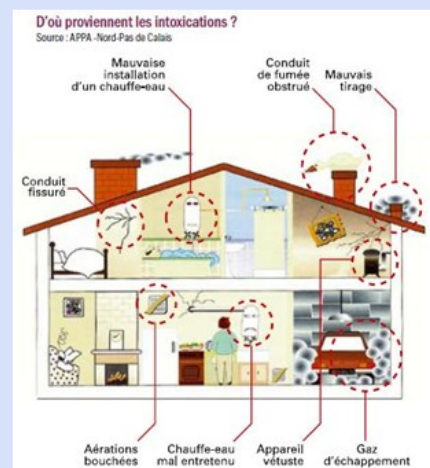 D'où proviennent les intoxications ?
Source : APPA -Nord-Pas de Calais
Mauvaise
installation
d'un chauffe-eau
Conduit
de fumée
obstrué
Mauvais
tirage
Conduit
fissuré
Aérations
bouchées
Chauffe-eau
mal entretenu
Appareil
vétuste
Gaz
d'échappement